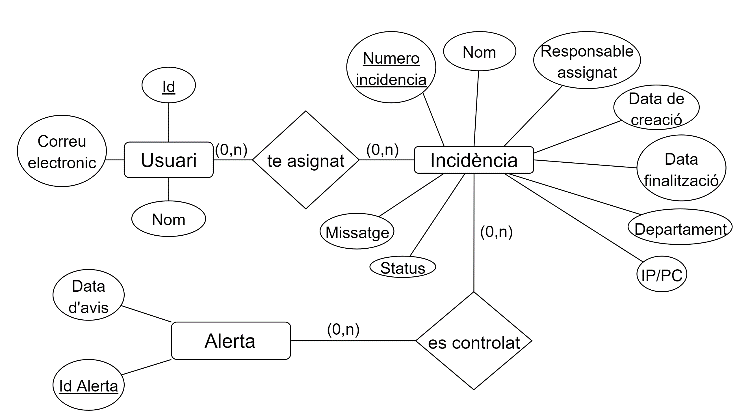 Numero
incidencia
Nom
Responsable
assignat
Id
Data de
creació
Correu
electronic
Usuari
(0,n)
te asignat
(0,n)
Incidència
Data
finalització
Nom
Missatge
Status
(0,n)
Departament
IP/PC
Data
d'avis
Alerta
(0,n)
es controlat
Id Alerta